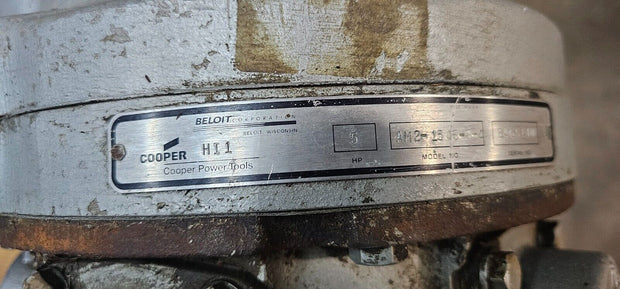 BELOIT CORPORATION
BELOIT, WISCONSIN
COOPER HI1
Cooper Power Tools
5
HP
MODEL NO.
SERIAL NO.